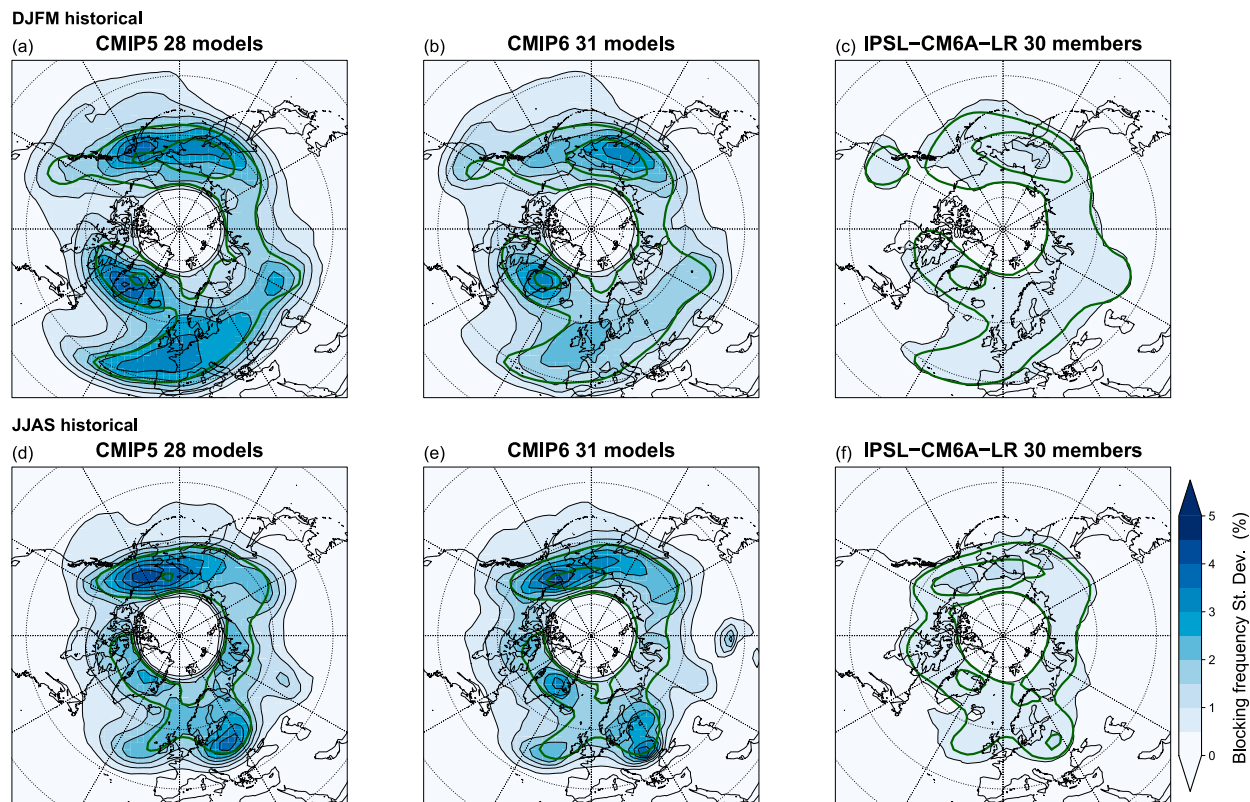 DJFM historical
(a) CMIP5 28 models
(b) CMIP6 31 models
(c) IPSL−CM6A−LR 30 members
JJAS historical
(d) CMIP5 28 models
(e) CMIP6 31 models
(f) IPSL−CM6A−LR 30 members
5
4
3
2
1
0
Blocking frequency St. Dev. (%)